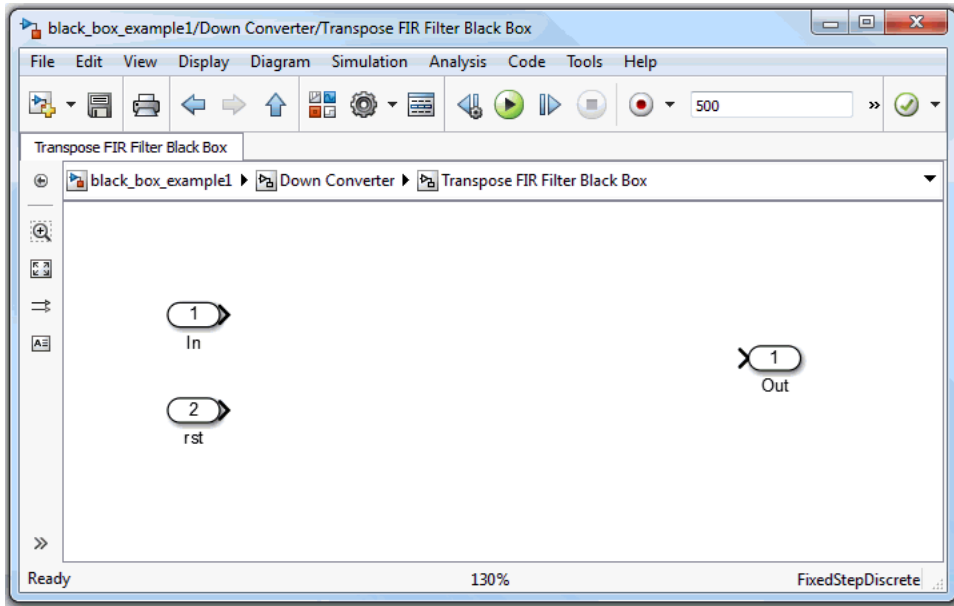 black_box_example1/Down Converter/Transpose FIR Filter Black Box
File Edit View Display Diagram Simulation Analysis Code Tools Help
500 »
Transpose FIR Filter Black Box
black_box_example1 Down Converter Transpose FIR Filter Black Box
1
In
1
Out
2
rst
Ready 130% FixedStepDiscrete